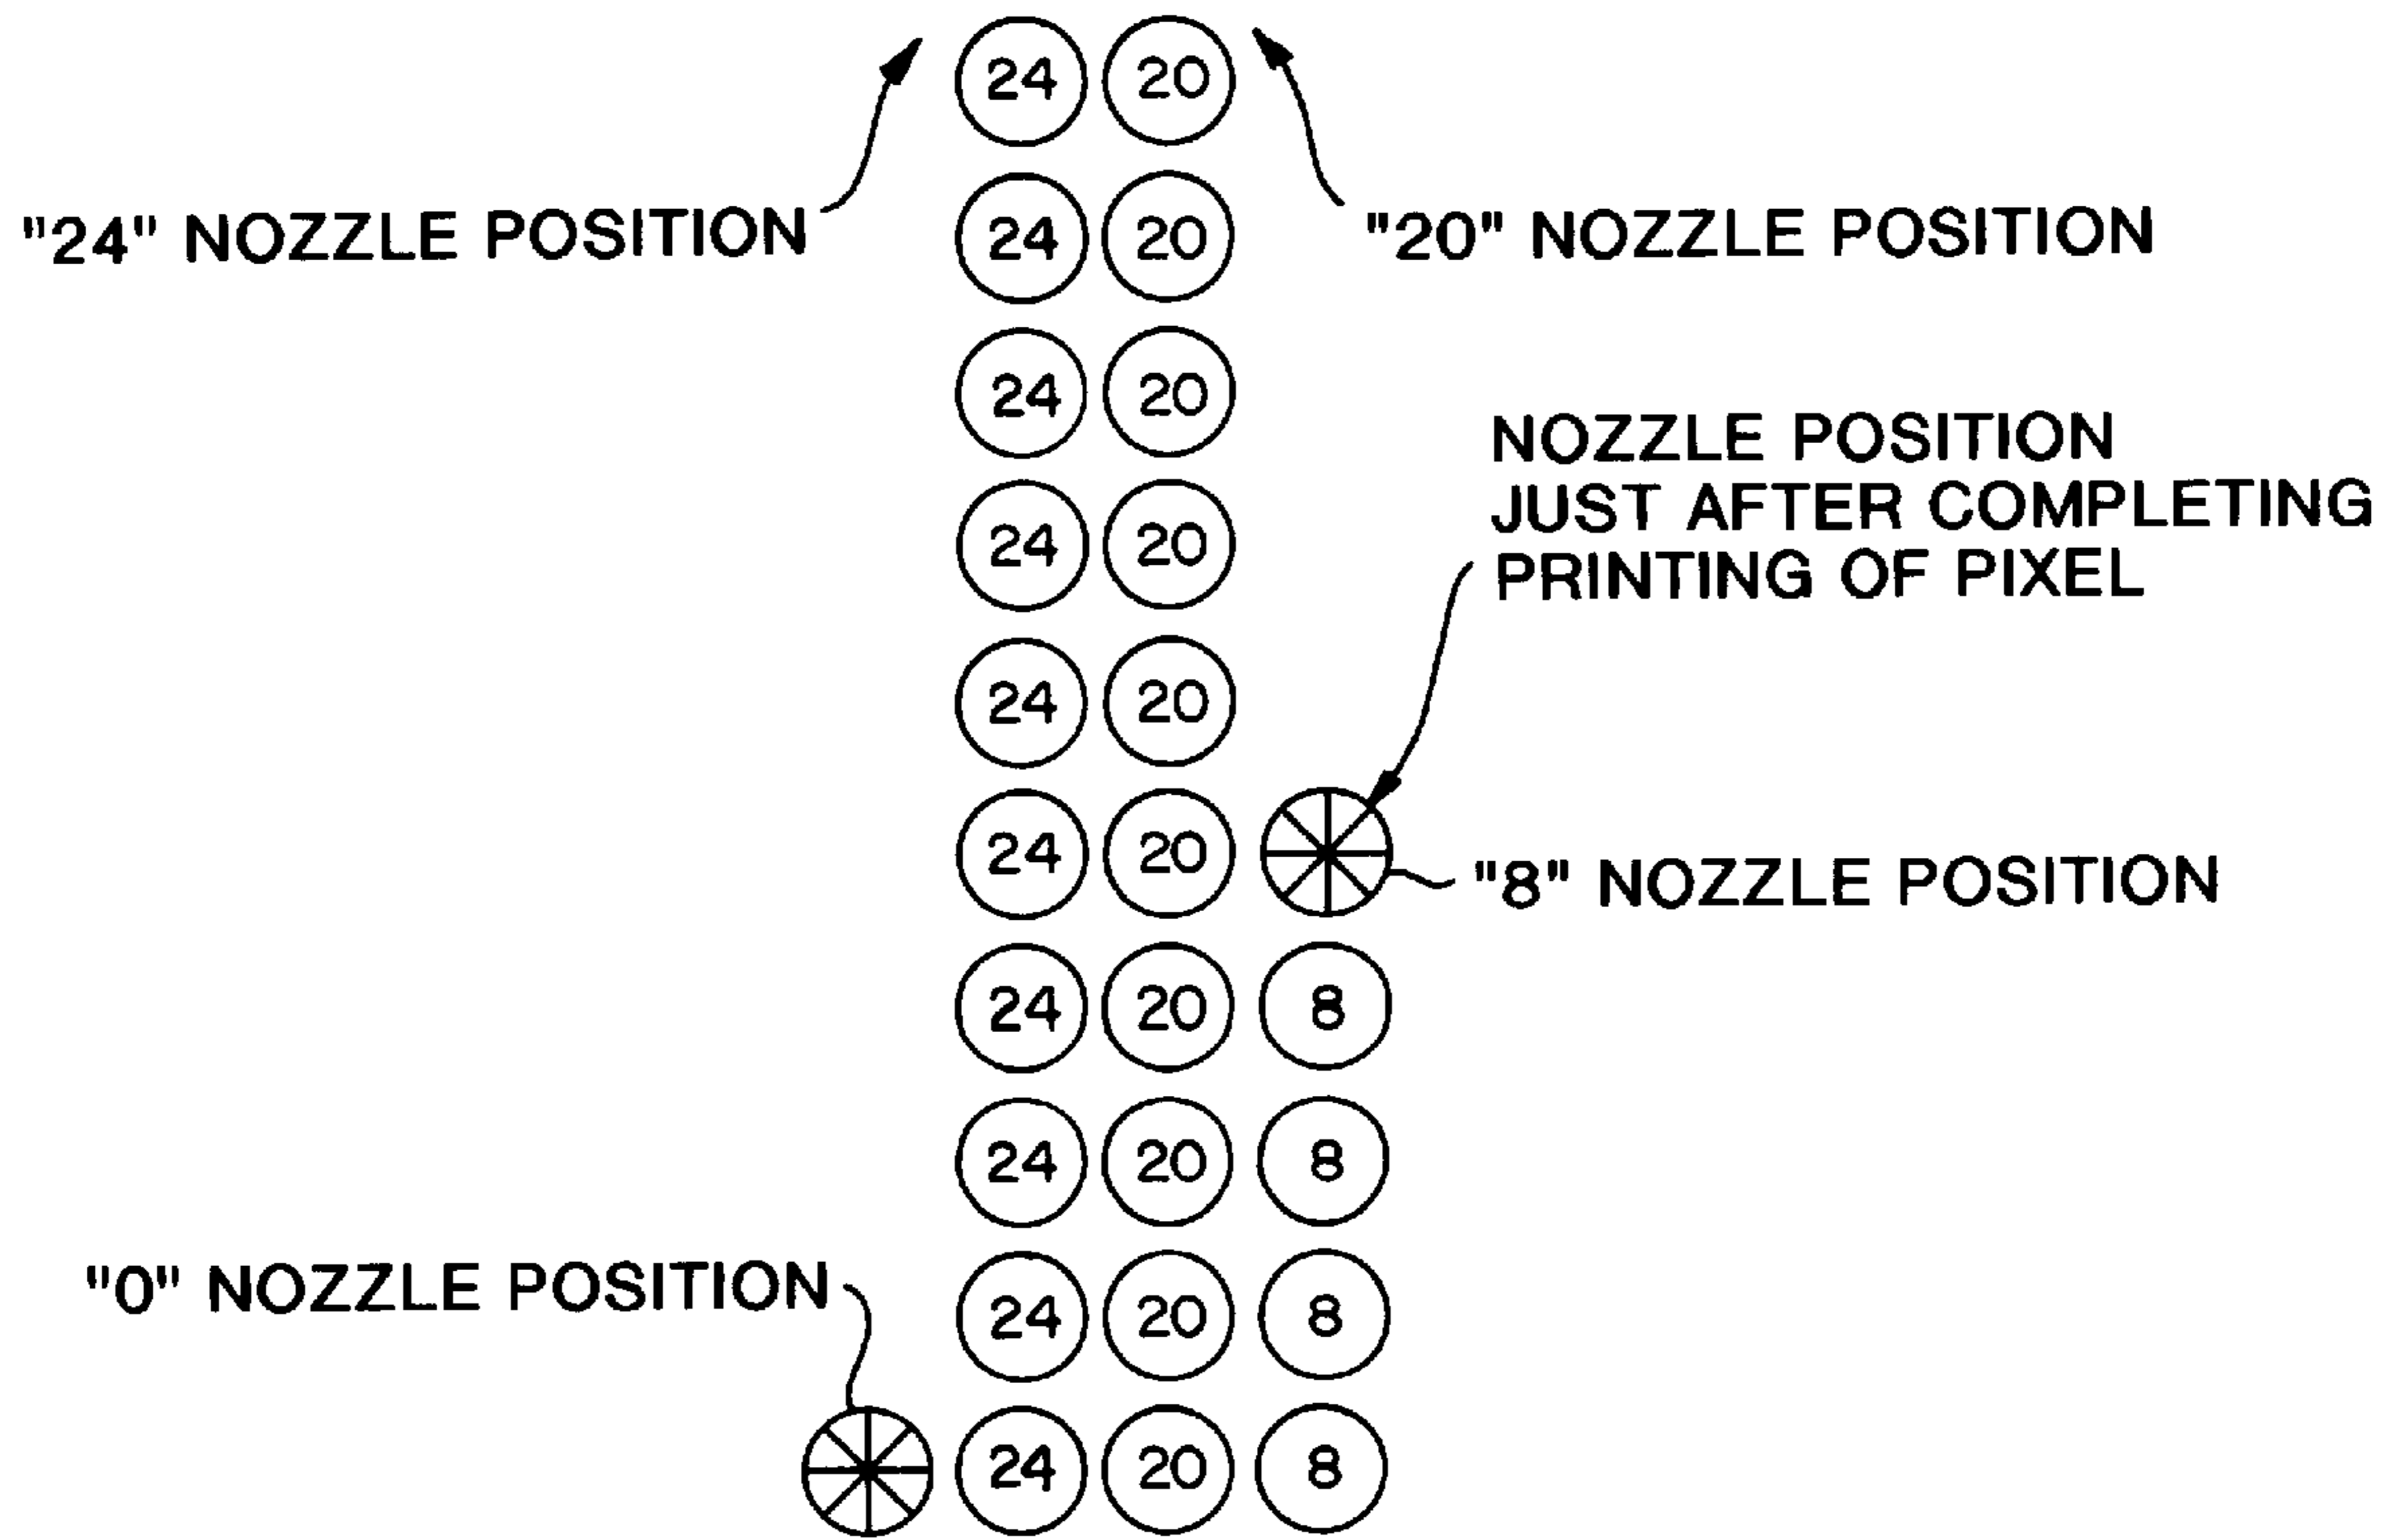 24 20
"24" NOZZLE POSITION 24 20 "20" NOZZLE POSITION
24 20
NOZZLE POSITION
JUST AFTER COMPLETING
PRINTING OF PIXEL
24 20
24 20
24 20 "8" NOZZLE POSITION
24 20 8
24 20 8
"0" NOZZLE POSITION 24 20 8
24 20 8